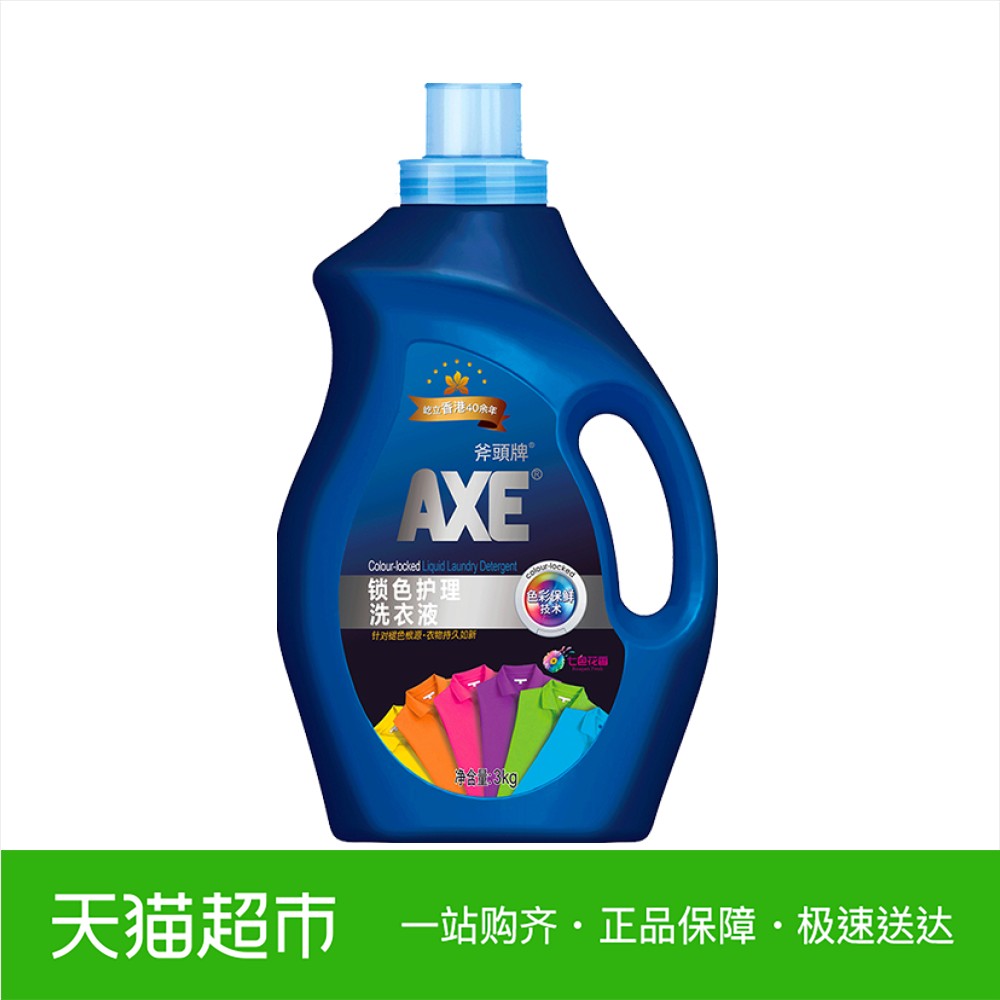 屹立香港40余年
斧頭牌®
AXE®
Colour-locked Liquid Laundry Detergent
锁色护理
洗衣液
针对褪色根源·衣物持久如新
Colour-locked
色彩保鲜
技术
七色花香
净含量:3kg
天猫超市 一站购齐·正品保障·极速送达